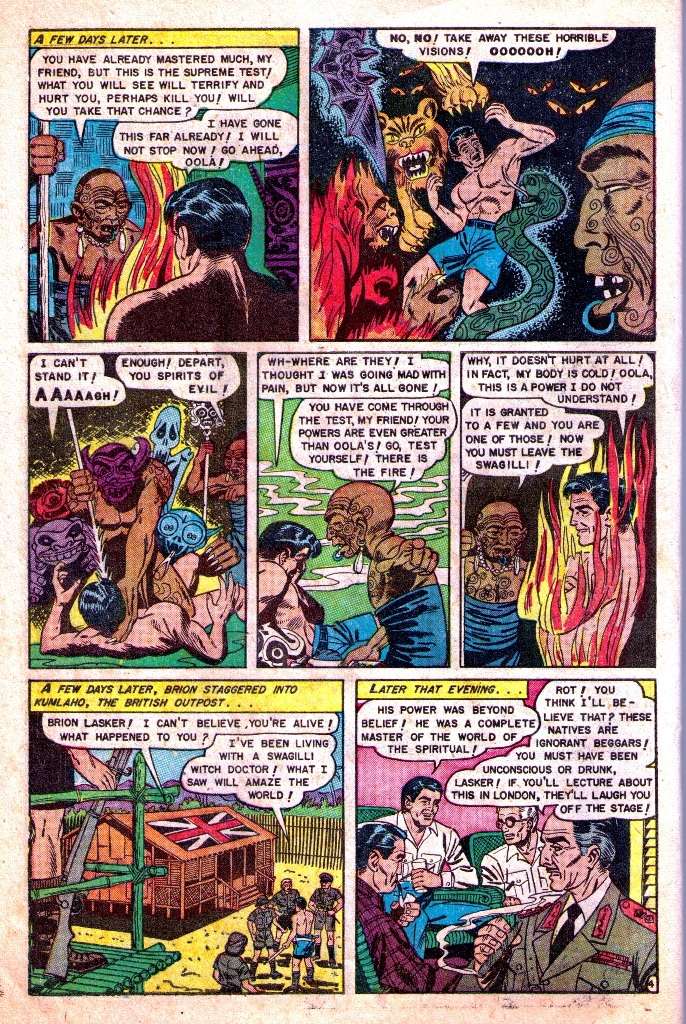 A FEW DAYS LATER...
YOU HAVE ALREADY MASTERED MUCH, MY
FRIEND, BUT THIS IS THE SUPREME TEST!
WHAT YOU WILL SEE WILL TERRIFY AND
HURT YOU, PERHAPS KILL YOU! WILL
YOU TAKE THAT CHANCE?
I HAVE GONE
THIS FAR ALREADY! I WILL
NOT STOP NOW! GO AHEAD,
OOLA!
NO, NO! TAKE AWAY THESE HORRIBLE
VISIONS! OOOOOOH!
I CAN'T
STAND IT!
AAAAAGH!
ENOUGH! DEPART,
YOU SPIRITS OF
EVIL!
WH-WHERE ARE THEY! I
THOUGHT I WAS GOING MAD WITH
PAIN, BUT NOW IT'S ALL GONE!
YOU HAVE COME THROUGH
THE TEST, MY FRIEND! YOUR
POWERS ARE EVEN GREATER
THAN OOLA'S! GO, TEST
YOURSELF! THERE IS
THE FIRE!
WHY, IT DOESN'T HURT AT ALL!
IN FACT, MY BODY IS COLD! OOLA,
THIS IS A POWER I DO NOT
UNDERSTAND!
IT IS GRANTED
TO A FEW AND YOU ARE
ONE OF THOSE! NOW
YOU MUST LEAVE THE
SWAGILLI!
A FEW DAYS LATER, BRION STAGGERED INTO
KUMLAHO, THE BRITISH OUTPOST...
BRION LASKER! I CAN'T BELIEVE YOU'RE ALIVE!
WHAT HAPPENED TO YOU?
I'VE BEEN LIVING
WITH A SWAGILLI
WITCH DOCTOR! WHAT I
SAW WILL AMAZE THE
WORLD!
LATER THAT EVENING...
HIS POWER WAS BEYOND
BELIEF! HE WAS A COMPLETE
MASTER OF THE WORLD OF
THE SPIRITUAL!
ROT! YOU
THINK I'LL BE-
LIEVE THAT? THESE
NATIVES ARE
IGNORANT BEGGARS!
YOU MUST HAVE BEEN
UNCONSCIOUS OR DRUNK,
LASKER! IF YOU'LL LECTURE ABOUT
THIS IN LONDON, THEY'LL LAUGH YOU
OFF THE STAGE!
4